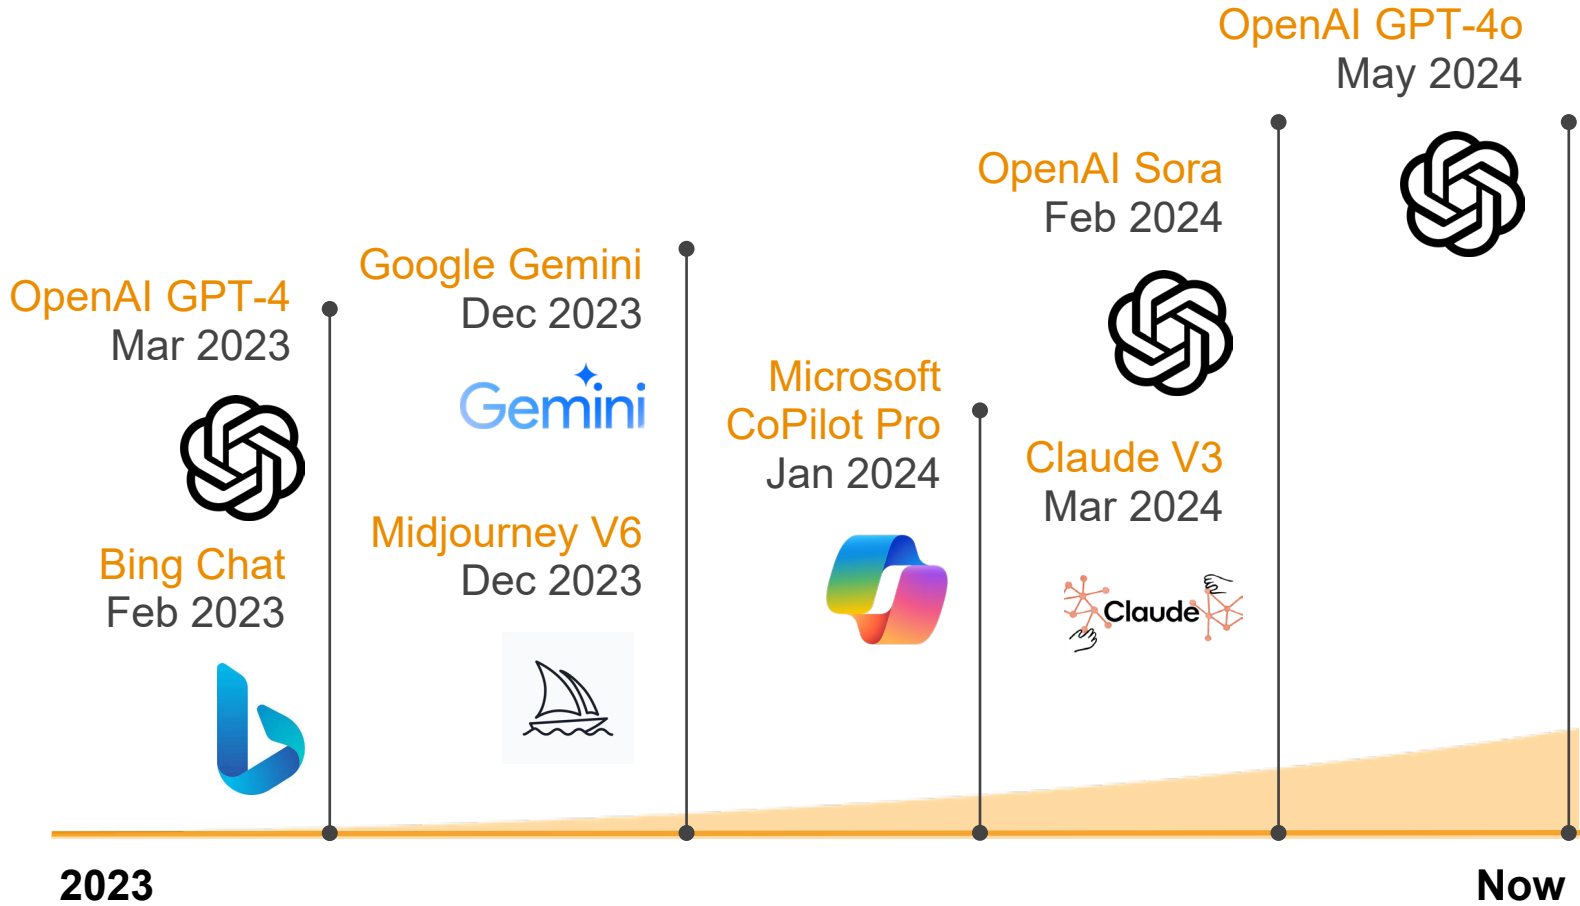 OpenAI GPT-4
Mar 2023
Bing Chat
Feb 2023
Google Gemini
Dec 2023
Gemini
Midjourney V6
Dec 2023
Microsoft
CoPilot Pro
Jan 2024
OpenAI Sora
Feb 2024
Claude V3
Mar 2024
Claude
OpenAI GPT-4o
May 2024
2023
Now